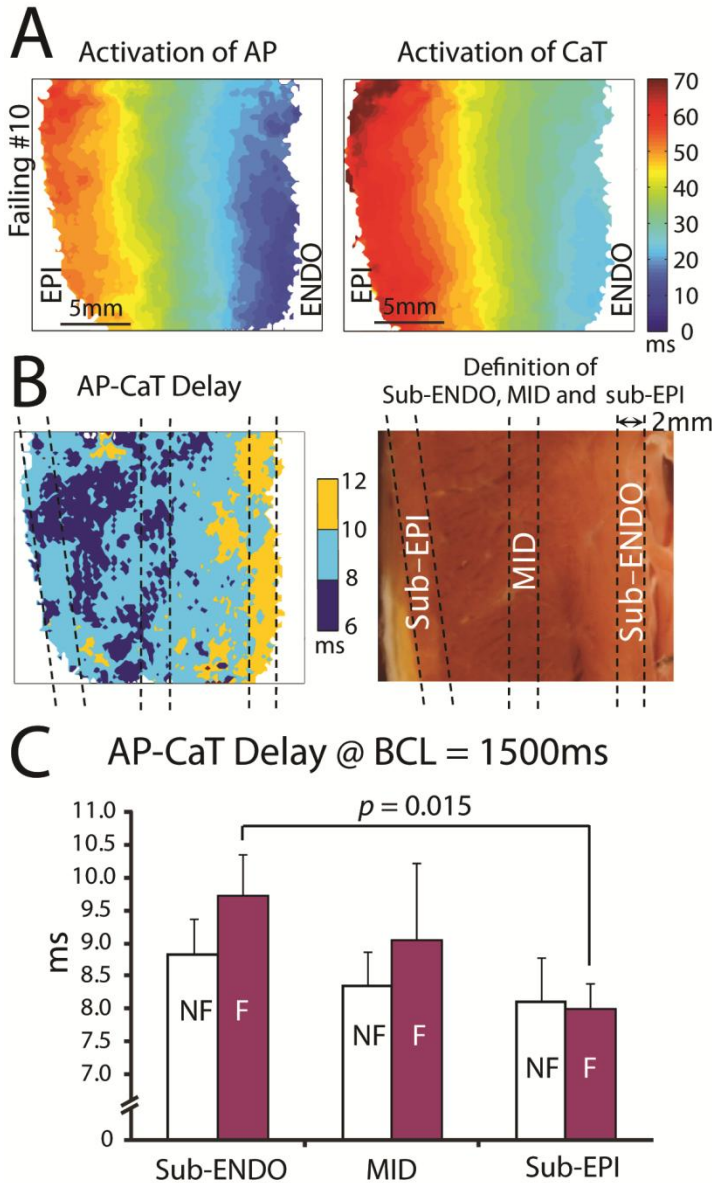 A
Activation of AP
Activation of CaT
Failing #10
EPI
5mm
ENDO
EPI
5mm
ENDO
70
60
50
40
30
20
10
0
ms
B
AP-CaT Delay
12
10
8
6
ms
Definition of
Sub-ENDO, MID and sub-EPI
2mm
Sub-EPI
MID
Sub-ENDO
C
AP-CaT Delay @ BCL = 1500ms
p = 0.015
ms
11.0
10.5
10.0
9.5
9.0
8.5
8.0
7.5
7.0
0
NF
F
NF
F
NF
F
Sub-ENDO
MID
Sub-EPI